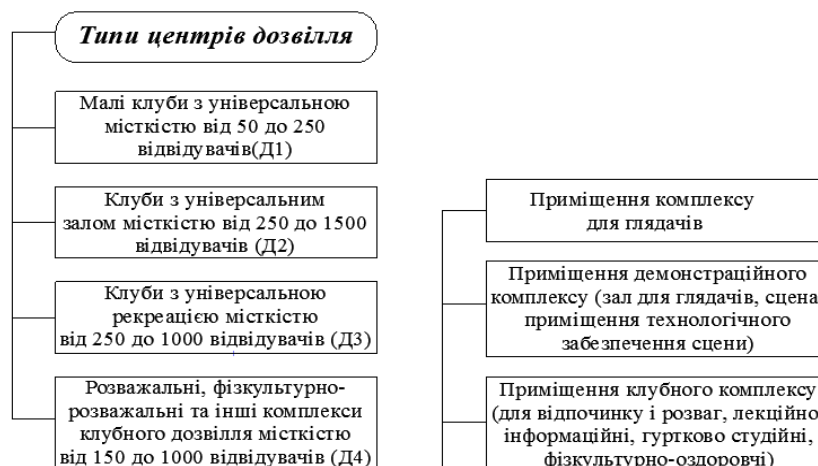 Типи центрів дозвілля
Малі клуби з універсальною
місткістю від 50 до 250
відвідувачів(Д1)
Клуби з універсальним
залом місткістю від 250 до 1500
відвідувачів (Д2)
Клуби з універсальною
рекреацією місткістю
від 250 до 1000 відвідувачів (Д3)
Розважальні, фізкультурно-
розважальні та інші комплекси
клубного дозвілля місткістю
від 150 до 1000 відвідувачів (Д4)
Приміщення комплексу
для глядачів
Приміщення демонстраційного
комплексу (зал для глядачів, сцена
приміщення технологічного
забезпечення сцени)
Приміщення клубного комплексу
(для відпочинку і розваг, лекційно
інформаційні, гуртково студійні,
фізкультурно-оздоровчі)